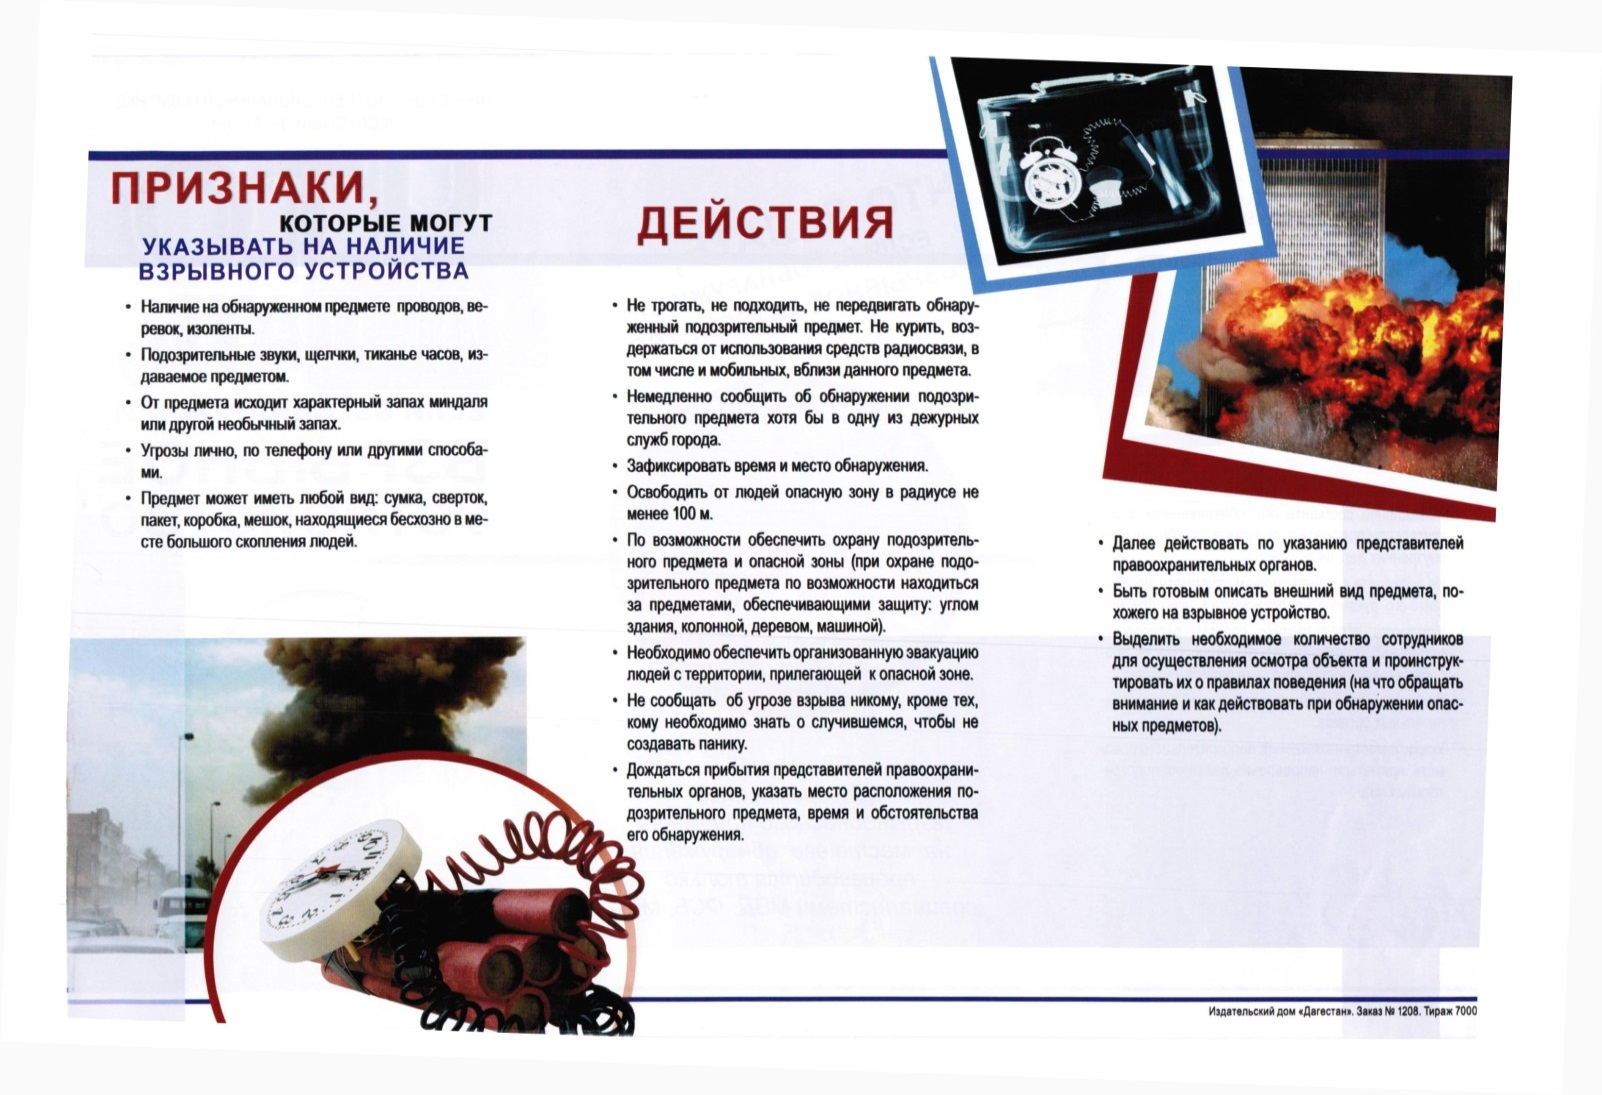 ПРИЗНАКИ,
КОТОРЫЕ МОГУТ
УКАЗЫВАТЬ НА НАЛИЧИЕ
ВЗРЫВНОГО УСТРОЙСТВА
• Наличие на обнаруженном предмете проводов, ве-
ревок, изоленты.
• Подозрительные звуки, щелчки, тиканье часов, из-
даваемое предметом.
• От предмета исходит характерный запах миндаля
или другой необычный запах.
• Угрозы лично, по телефону или другими способа-
ми.
• Предмет может иметь любой вид: сумка, сверток,
пакет, коробка, мешок, находящиеся бесхозно в ме-
сте большого скопления людей.
ДЕЙСТВИЯ
• Не трогать, не подходить, не передвигать обнару-
женный подозрительный предмет. Не курить, воз-
держаться от использования средств радиосвязи, в
том числе и мобильных, вблизи данного предмета.
• Немедленно сообщить об обнаружении подозри-
тельного предмета хотя бы в одну из дежурных
служб города.
• Зафиксировать время и место обнаружения.
• Освободить от людей опасную зону в радиусе не
менее 100 м.
• По возможности обеспечить охрану подозритель-
ного предмета и опасной зоны (при охране подо-
зрительного предмета по возможности находиться
за предметами, обеспечивающими защиту: углом
здания, колонной, деревом, машиной).
• Необходимо обеспечить организованную эвакуацию
людей с территории, прилегающей к опасной зоне.
• Не сообщать об угрозе взрыва никому, кроме тех,
кому необходимо знать о случившемся, чтобы не
создавать панику.
• Дождаться прибытия представителей правоохрани-
тельных органов, указать место расположения по-
дозрительного предмета, время и обстоятельства
его обнаружения.
• Далее действовать по указанию представителей
правоохранительных органов.
• Быть готовым описать внешний вид предмета, по-
хожего на взрывное устройство.
• Выделить необходимое количество сотрудников
для осуществления осмотра объекта и проинструк-
тировать их о правилах поведения (на что обращать
внимание и как действовать при обнаружении опас-
ных предметов).
Издательский дом «Дагестан». Заказ № 1208. Тираж 7000